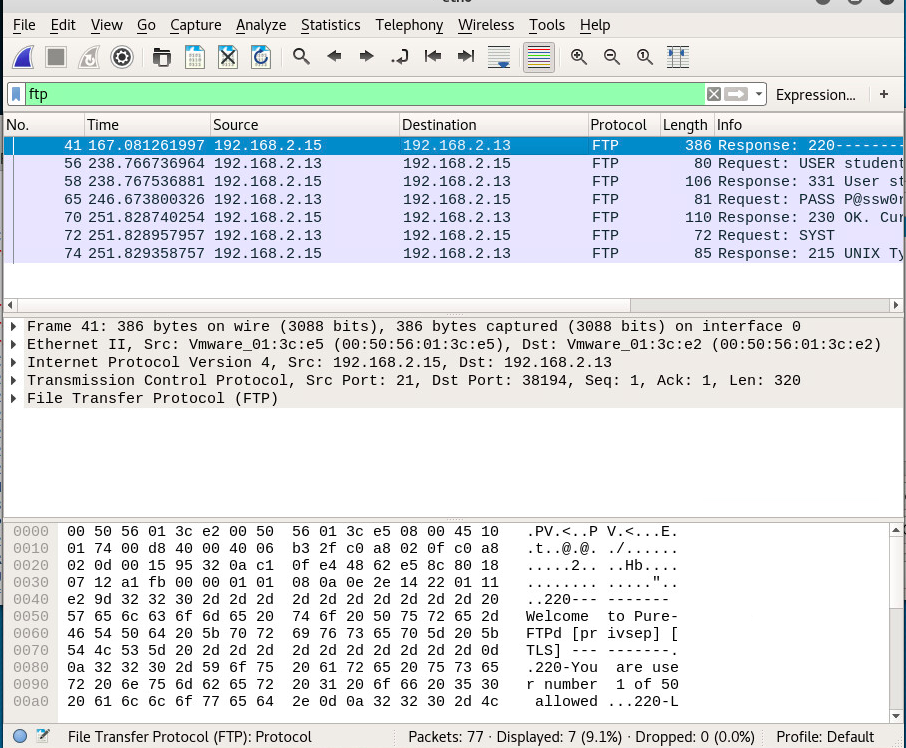 File Edit View Go Capture Analyze Statistics Telephony Wireless Tools Help
ftp Expression... +
No. Time Source Destination Protocol Length Info
41 167.081261997 192.168.2.15 192.168.2.13 FTP 386 Response: 220--------
56 238.766736964 192.168.2.13 192.168.2.15 FTP 80 Request: USER student
58 238.767536881 192.168.2.15 192.168.2.13 FTP 106 Response: 331 User st
65 246.673800326 192.168.2.13 192.168.2.15 FTP 81 Request: PASS P@ssw0r
70 251.828740254 192.168.2.15 192.168.2.13 FTP 110 Response: 230 OK. Cur
72 251.828957957 192.168.2.13 192.168.2.15 FTP 72 Request: SYST
74 251.829358757 192.168.2.15 192.168.2.13 FTP 85 Response: 215 UNIX Ty
Frame 41: 386 bytes on wire (3088 bits), 386 bytes captured (3088 bits) on interface 0
Ethernet II, Src: Vmware_01:3c:e5 (00:50:56:01:3c:e5), Dst: Vmware_01:3c:e2 (00:50:56:01:3c:e2)
Internet Protocol Version 4, Src: 192.168.2.15, Dst: 192.168.2.13
Transmission Control Protocol, Src Port: 21, Dst Port: 38194, Seq: 1, Ack: 1, Len: 320
File Transfer Protocol (FTP)
0000 00 50 56 01 3c e2 00 50 56 01 3c e5 08 00 45 10 .PV.<..P V.<...E.
0010 01 74 00 d8 40 00 40 06 b3 2f c0 a8 02 0f c0 a8 .t..@.@. ./......
0020 02 0d 00 15 95 32 0a c1 0f e4 48 62 e5 8c 80 18 .....2.. ..Hb....
0030 07 12 a1 fb 00 00 01 01 08 0a 0e 2e 14 22 01 11 ........ ....."..
0040 e2 9d 32 32 30 2d 2d 2d 2d 2d 2d 2d 2d 2d 2d 20 ..220--- -------
0050 57 65 6c 63 6f 6d 65 20 74 6f 20 50 75 72 65 2d Welcome to Pure-
0060 46 54 50 64 20 5b 70 72 69 76 73 65 70 5d 20 5b FTPd [pr ivsep] [
0070 54 4c 53 5d 20 2d 2d 2d 2d 2d 2d 2d 2d 2d 2d 0d TLS] --- -------.
0080 0a 32 32 30 2d 59 6f 75 20 61 72 65 20 75 73 65 .220-You are use
0090 72 20 6e 75 6d 62 65 72 20 31 20 6f 66 20 35 30 r number 1 of 50
00a0 20 61 6c 6c 6f 77 65 64 2e 0d 0a 32 32 30 2d 4c allowed ...220-L
File Transfer Protocol (FTP): Protocol Packets: 77 · Displayed: 7 (9.1%) · Dropped: 0 (0.0%) Profile: Default